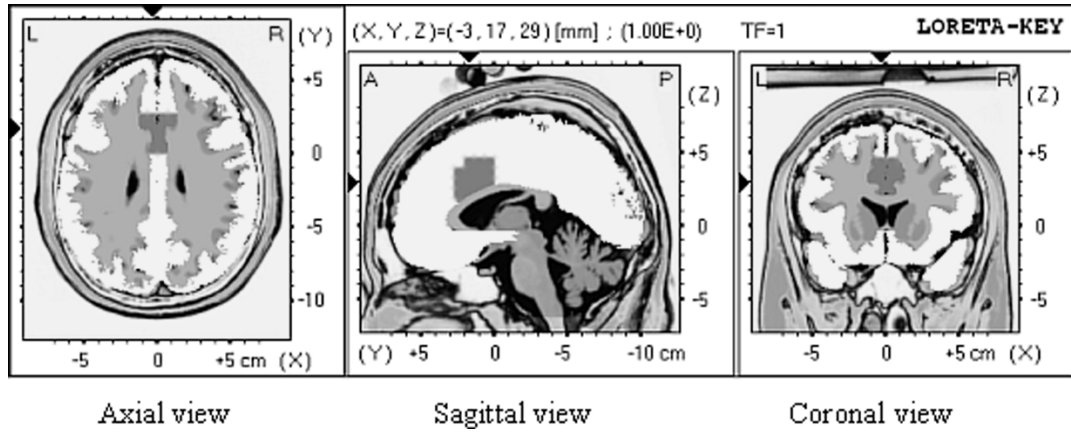 (X, Y, Z)=(-3, 17, 29) [mm] ; (1.00E+0) TF=1 LORETA-KEY
L R (Y)
+5
0
-5
-10
-5 0 +5 cm (X)
A P (Z)
+5
0
-5
(Y) +5 0 -5 -10 cm
L R (Z)
+5
0
-5
-5 0 +5 cm (X)
Axial view Sagittal view Coronal view